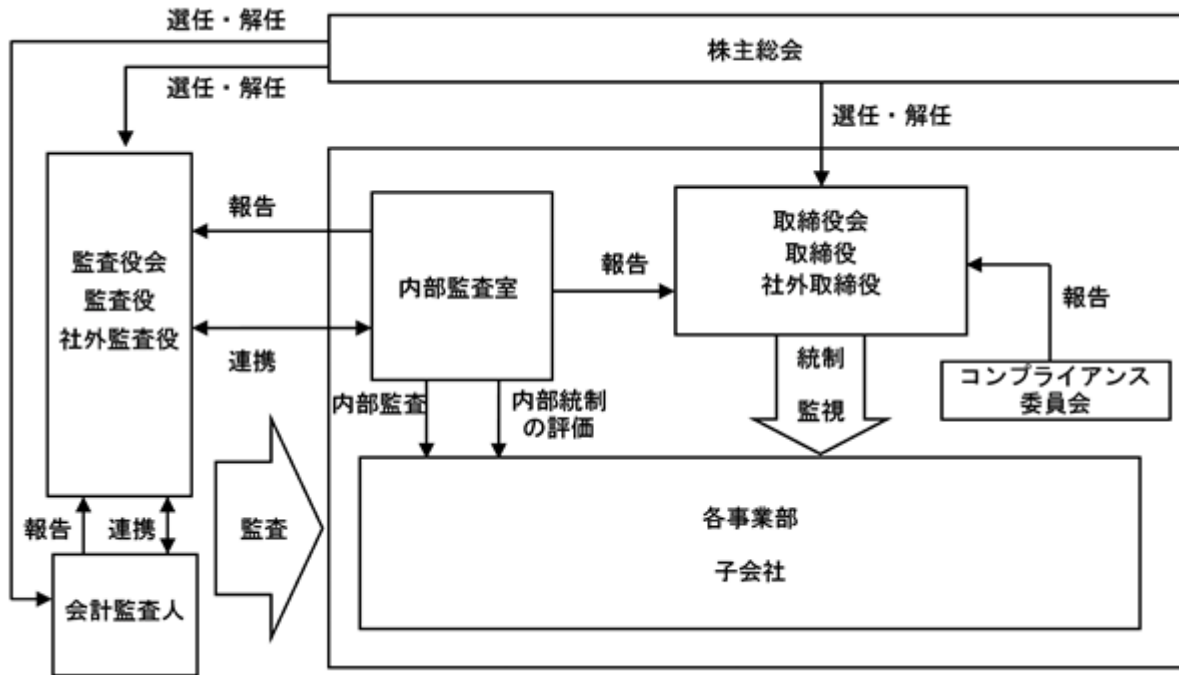 選任・解任
株主総会
選任・解任
選任・解任
報告
取締役会
取締役
社外取締役
監査役会
監査役
社外監査役
内部監査室
報告
報告
連携
統制
監視
コンプライアンス
委員会
内部監査
内部統制
の評価
各事業部
子会社
監査
報告
連携
会計監査人